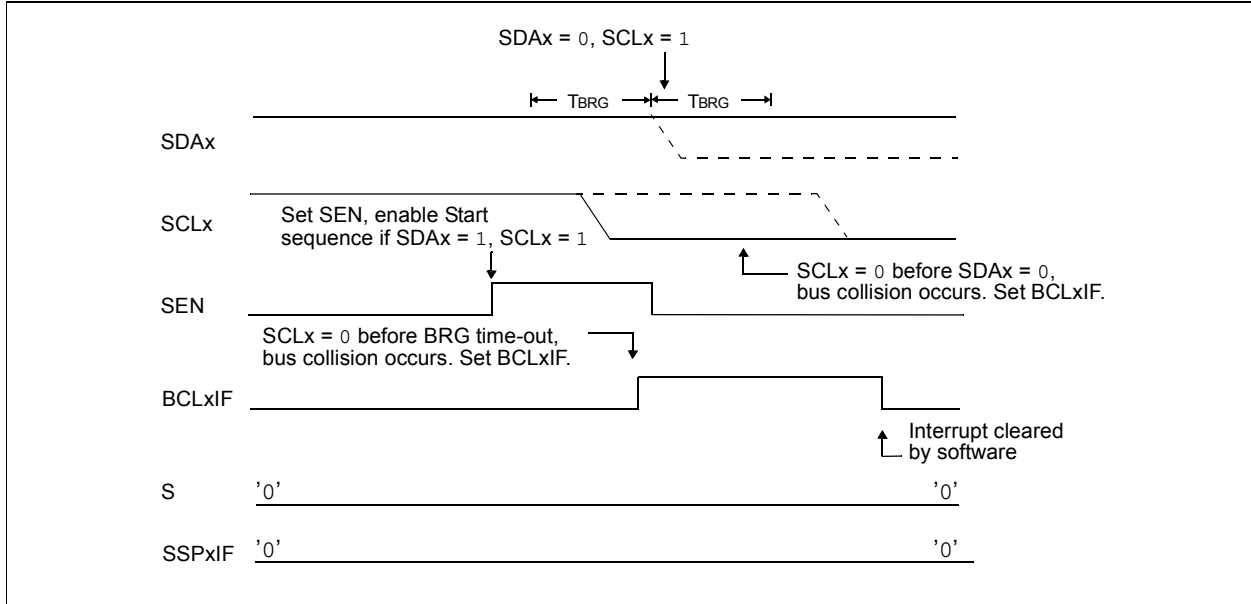 SDAx = 0, SCLx = 1
TBRG TBRG
SDAx
SCLx
Set SEN, enable Start
sequence if SDAx = 1, SCLx = 1
SCLx = 0 before SDAx = 0,
bus collision occurs. Set BCLxIF.
SEN
SCLx = 0 before BRG time-out,
bus collision occurs. Set BCLxIF.
BCLxIF
Interrupt cleared
by software
S '0' '0'
SSPxIF '0' '0'